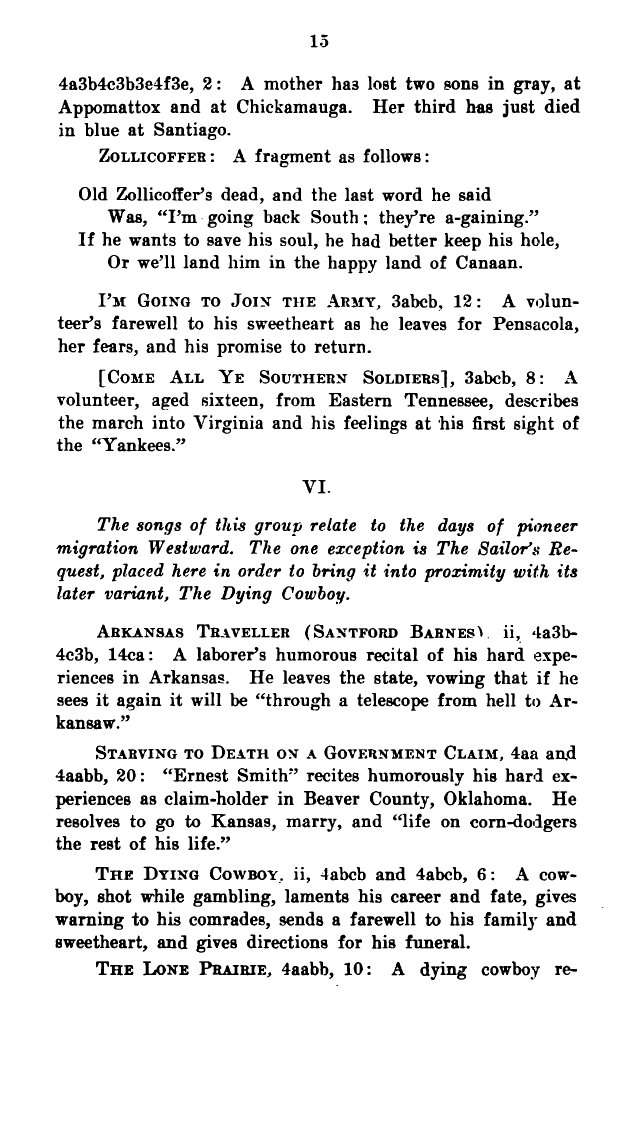 15
4a3b4c3b3e4f3e, 2: A mother has lost two sons in gray, at
Appomattox and at Chickamauga. Her third has just died
in blue at Santiago.
ZOLLICOFFER: A fragment as follows:
Old Zollicoffer's dead, and the last word he said
Was, "I'm going back South; they're a-gaining."
If he wants to save his soul, he had better keep his hole,
Or we'll land him in the happy land of Canaan.
I'M GOING TO JOIN THE ARMY, 3abcb, 12: A volun-
teer's farewell to his sweetheart as he leaves for Pensacola,
her fears, and his promise to return.
[COME ALL YE SOUTHERN SOLDIERS], 3abcb, 8: A
volunteer, aged sixteen, from Eastern Tennessee, describes
the march into Virginia and his feelings at his first sight of
the "Yankees."
VI.
The songs of this group relate to the days of pioneer
migration Westward. The one exception is The Sailor's Re-
quest, placed here in order to bring it into proximity with its
later variant, The Dying Cowboy.
ARKANSAS TRAVELLER (SANTFORD BARNES), ii, 4a3b-
4c3b, 14ca: A laborer's humorous recital of his hard expe-
riences in Arkansas. He leaves the state, vowing that if he
sees it again it will be "through a telescope from hell to Ar-
kansaw."
STARVING TO DEATH ON A GOVERNMENT CLAIM, 4aa and
4aabb, 20: "Ernest Smith" recites humorously his hard ex-
periences as claim-holder in Beaver County, Oklahoma. He
resolves to go to Kansas, marry, and "life on corn-dodgers
the rest of his life."
THE DYING COWBOY, ii, 4abcb and 4abcb, 6: A cow-
boy, shot while gambling, laments his career and fate, gives
warning to his comrades, sends a farewell to his family and
sweetheart, and gives directions for his funeral.
THE LONE PRAIRIE, 4aabb, 10: A dying cowboy re-